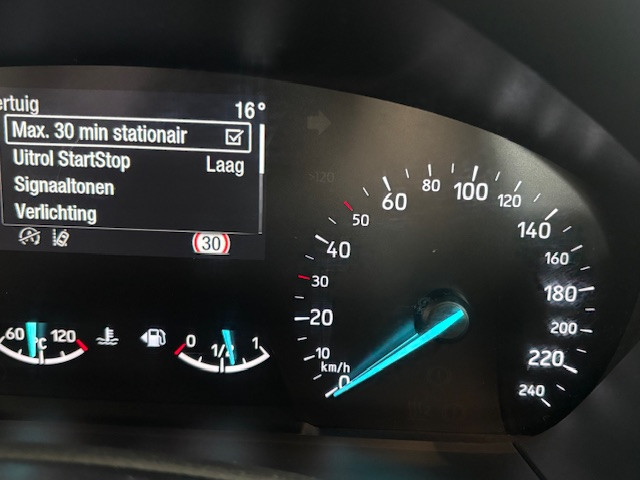 ertuig 16°
Max. 30 min stationair
Uitrol StartStop Laag
Signaaltonen
Verlichting
30
60 °C 120
0 1/2 1
0 10 20 30 40 50 60 80 100 120 140 160 180 200 220 240
km/h
>120